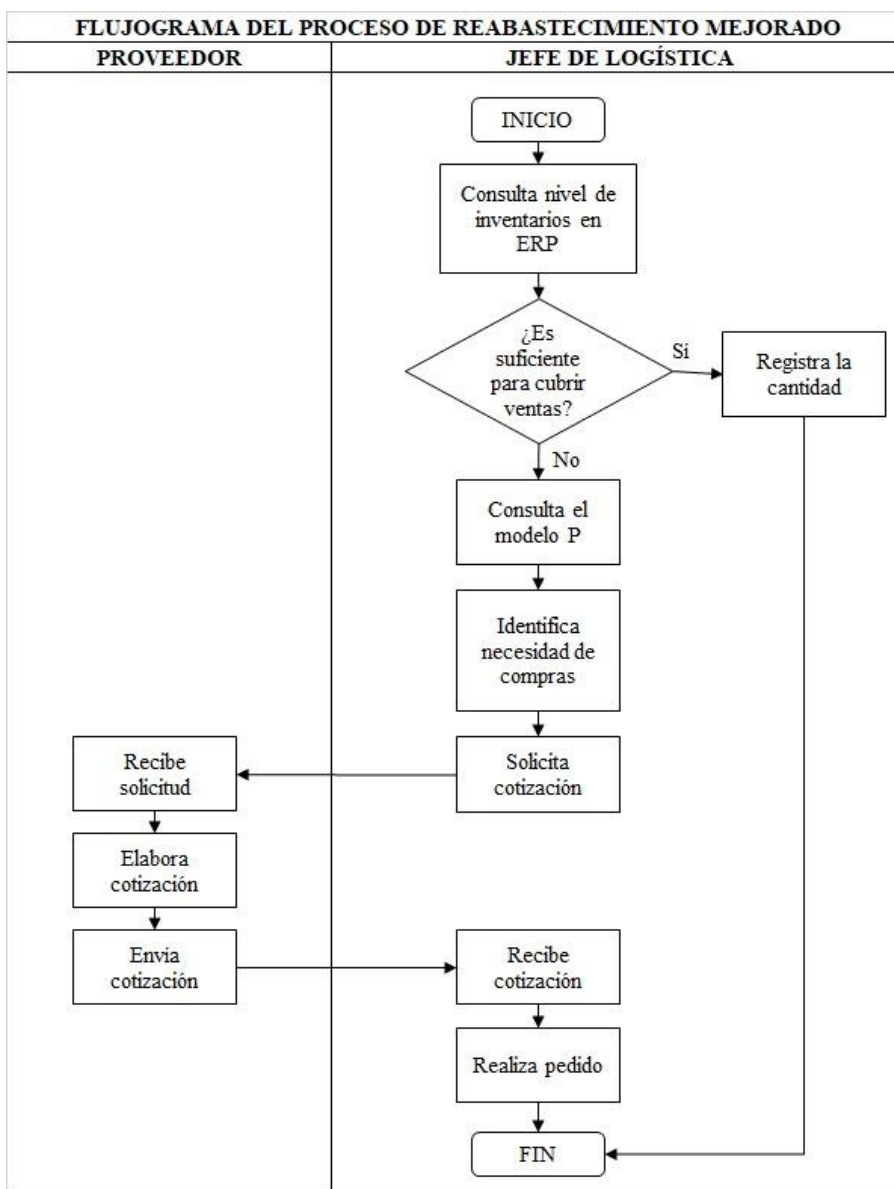 FLUJOGRAMA DEL PROCESO DE REABASTECIMIENTO MEJORADO
PROVEEDOR
JEFE DE LOGÍSTICA
INICIO
Consulta nivel de
inventarios en
ERP
¿Es
suficiente
para cubrir
ventas?
Sí
Registra la
cantidad
No
Consulta el
modelo P
Identifica
necesidad de
compras
Solicita
cotización
Recibe
solicitud
Elabora
cotización
Envía
cotización
Recibe
cotización
Realiza pedido
FIN